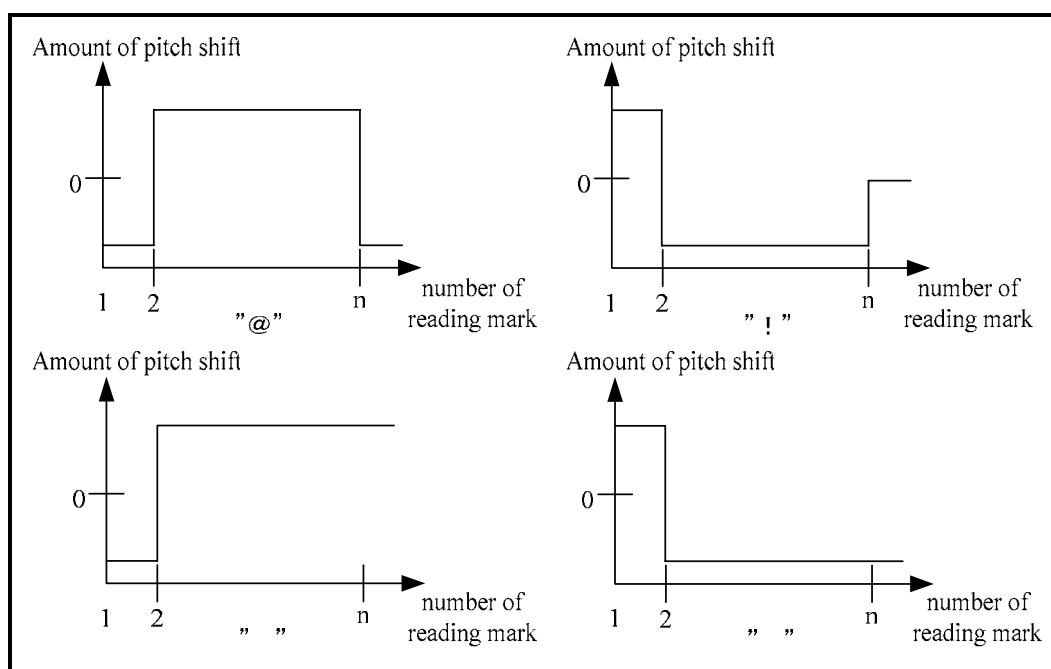 Amount of pitch shift
0
1 2 n
number of
reading mark
”@”
Amount of pitch shift
0
1 2 n
number of
reading mark
” ! ”
Amount of pitch shift
0
1 2 n
number of
reading mark
” ”
Amount of pitch shift
0
1 2 n
number of
reading mark
” ”